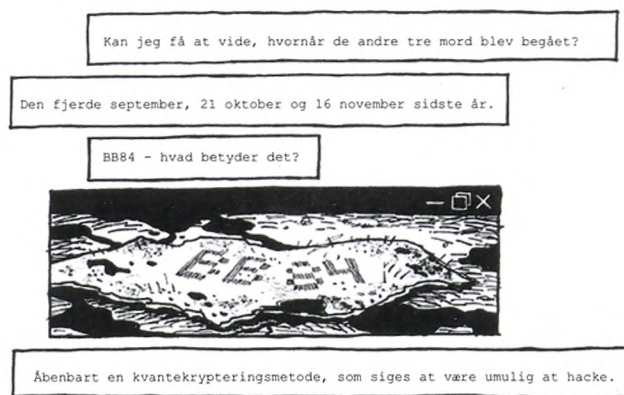 Kan jeg få at vide, hvornår de andre tre mord blev begået?
Den fjerde september, 21 oktober og 16 november sidste år.
BB84 - hvad betyder det?
BB84
Åbenbart en kvantekrypteringsmetode, som siges at være umulig at hacke.